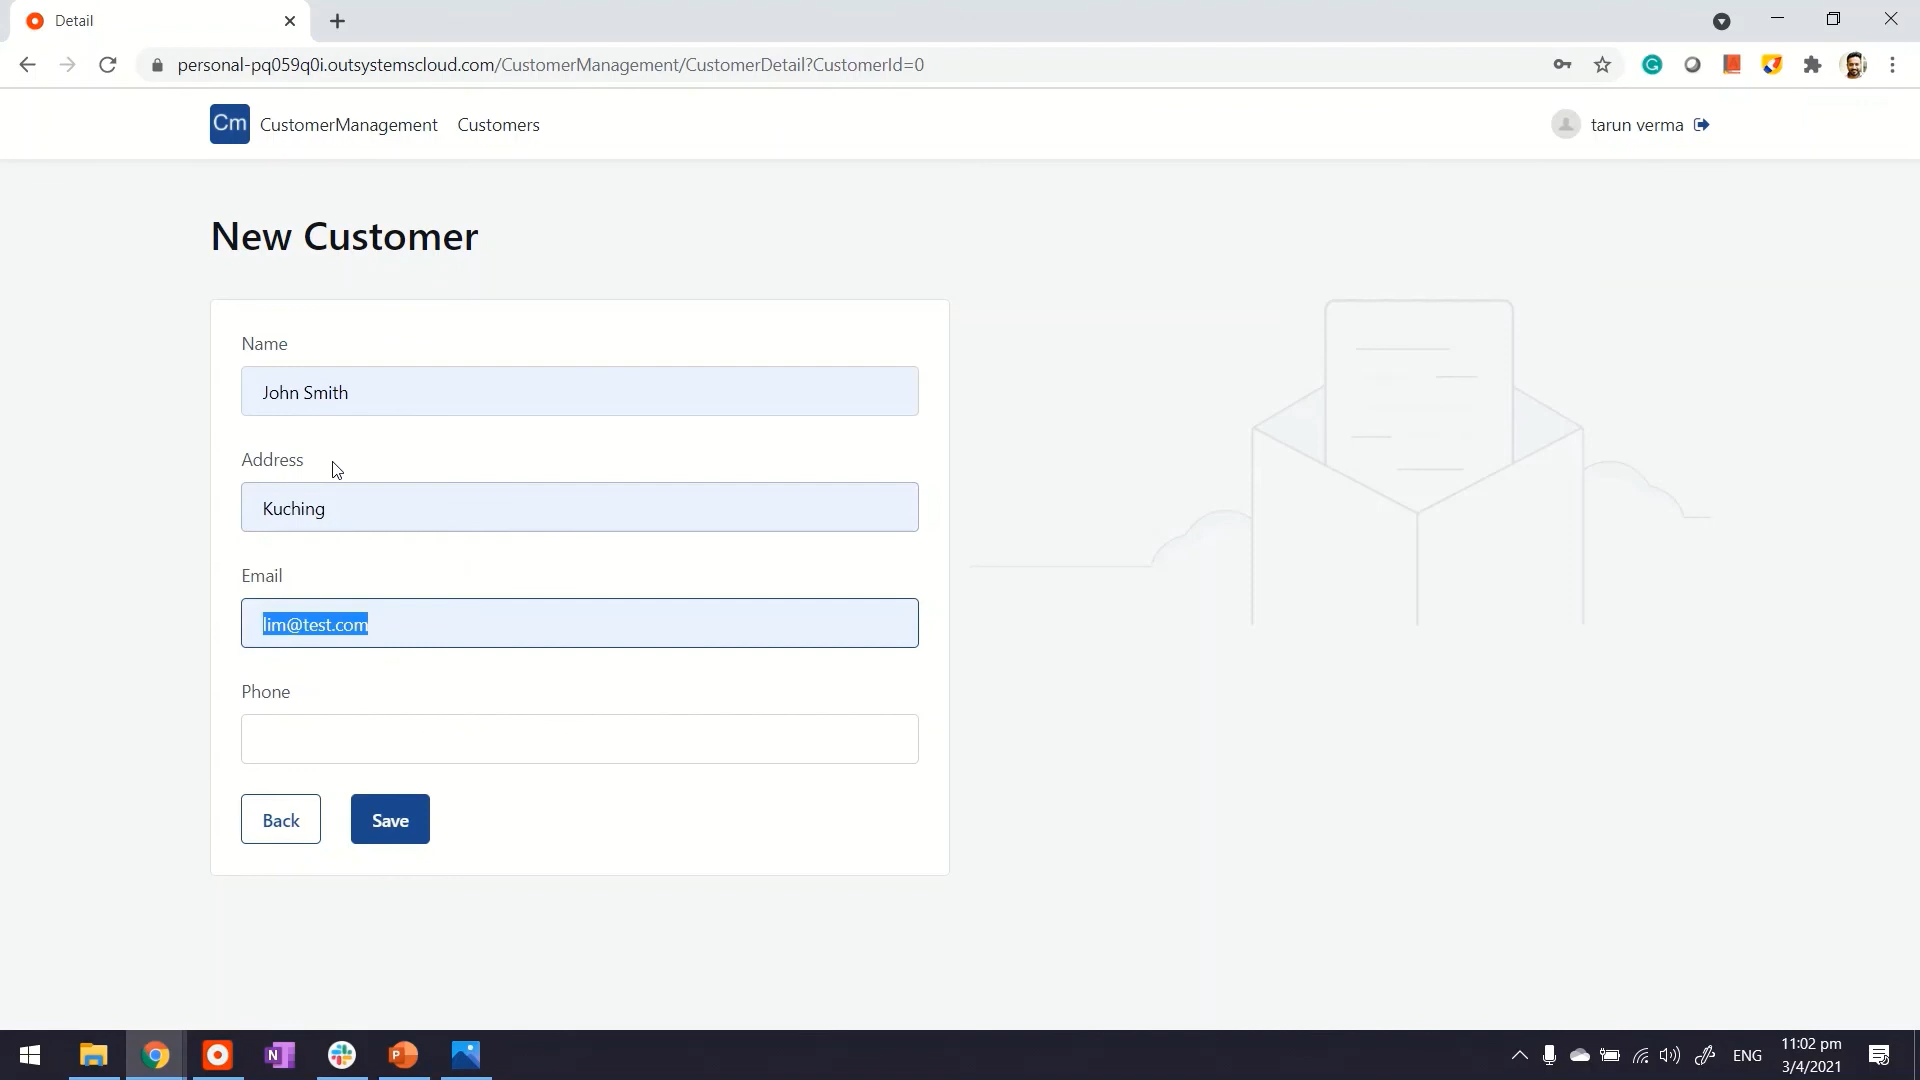 Detail
personal-pq059q0i.outsystemscloud.com/CustomerManagement/CustomerDetail?CustomerId=0
Cm CustomerManagement Customers tarun verma
New Customer
Name
John Smith
Address
Kuching
Email
lim@test.com
Phone
Back Save
ENG 11:02 pm
3/4/2021